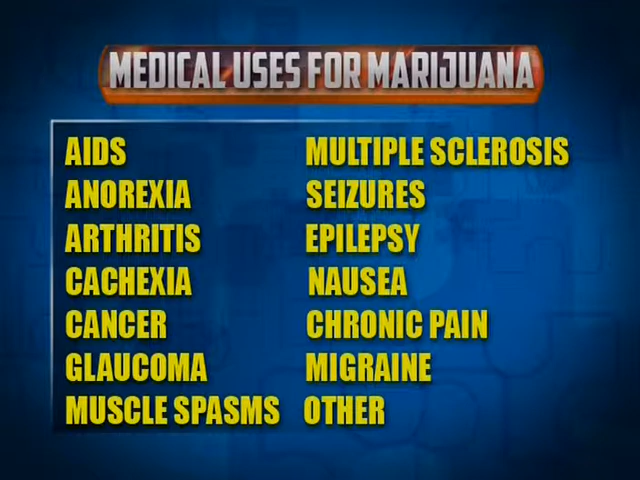 MEDICAL USES FOR MARIJUANA
AIDS
ANOREXIA
ARTHRITIS
CACHEXIA
CANCER
GLAUCOMA
MUSCLE SPASMS
MULTIPLE SCLEROSIS
SEIZURES
EPILEPSY
NAUSEA
CHRONIC PAIN
MIGRAINE
OTHER